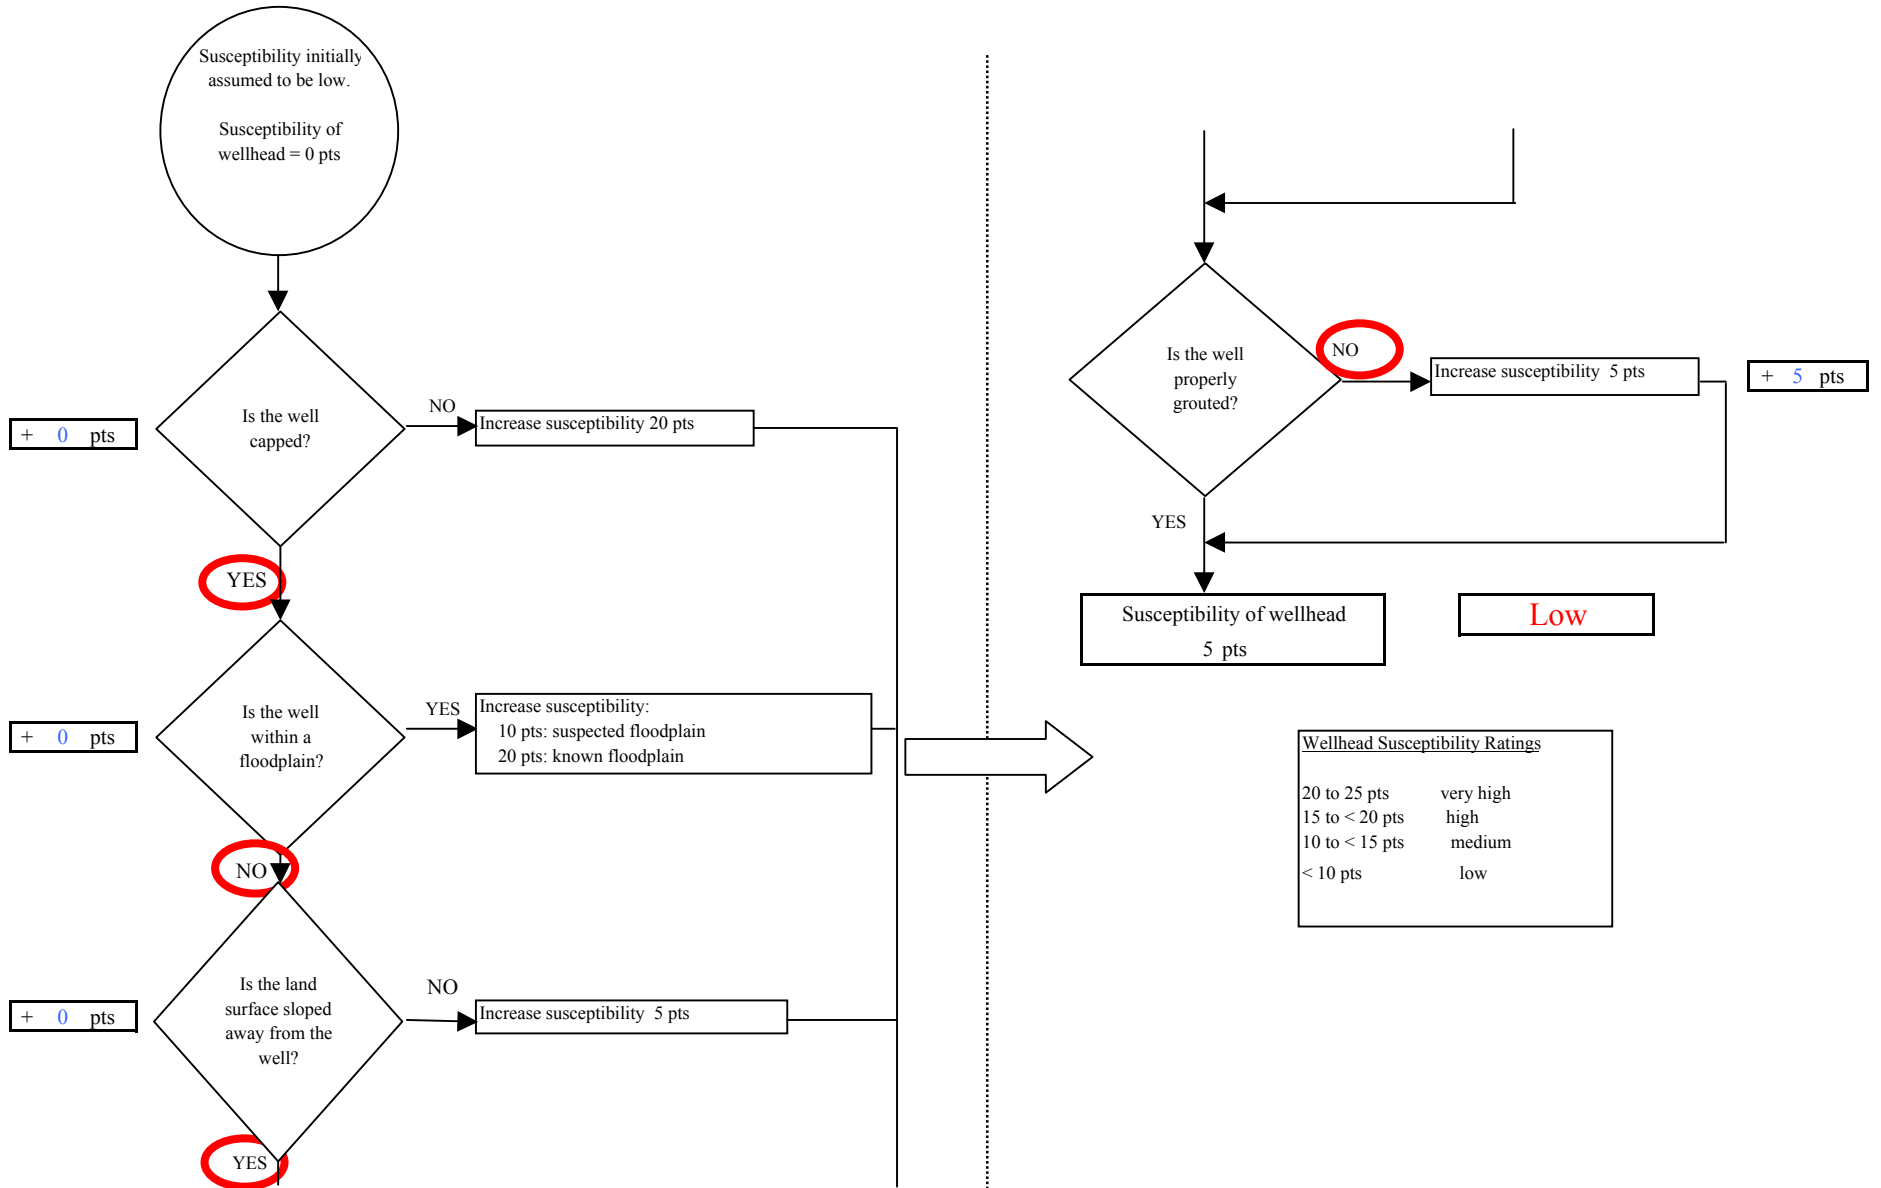 Susceptibility initially
assumed to be low.
Susceptibility of
wellhead = 0 pts
Is the well
capped?
NO
Increase susceptibility 20 pts
+ 0 pts
YES
Is the well
within a
floodplain?
YES
Increase susceptibility:
10 pts: suspected floodplain
20 pts: known floodplain
+ 0 pts
NO
Is the land
surface sloped
away from the
well?
NO
Increase susceptibility 5 pts
+ 0 pts
YES
Is the well
properly
grouted?
NO
Increase susceptibility 5 pts
+ 5 pts
YES
Susceptibility of wellhead
5 pts
Low
Wellhead Susceptibility Ratings
20 to 25 pts very high
15 to < 20 pts high
10 to < 15 pts medium
< 10 pts low